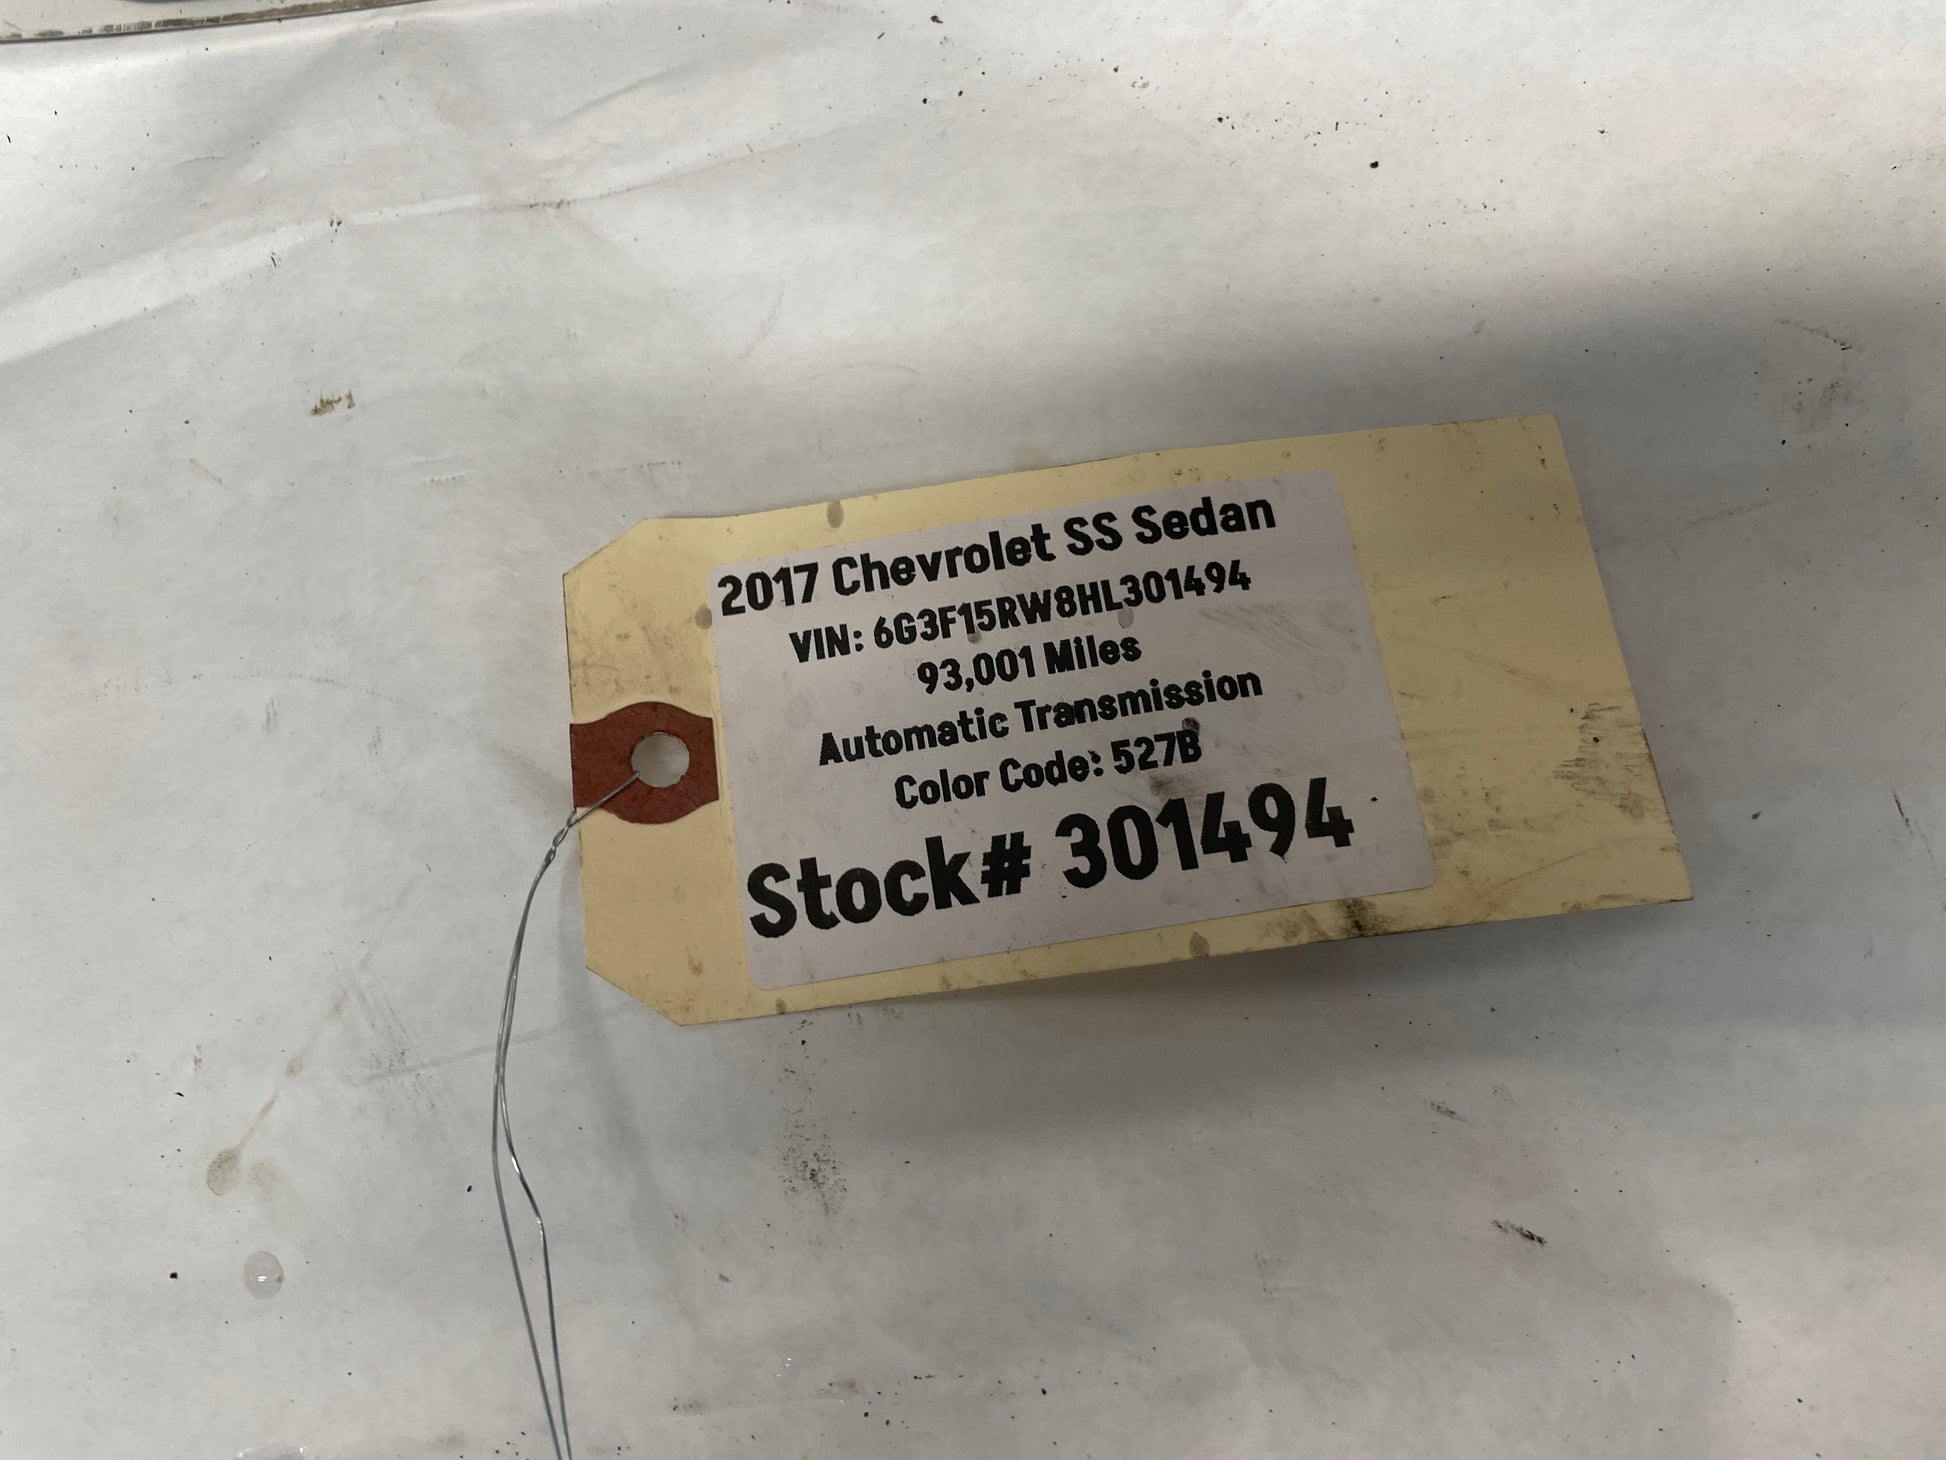 2017 Chevrolet SS Sedan
VIN: 6G3F15RW8HL301494
93,001 Miles
Automatic Transmission
Color Code: 527B
Stock# 301494